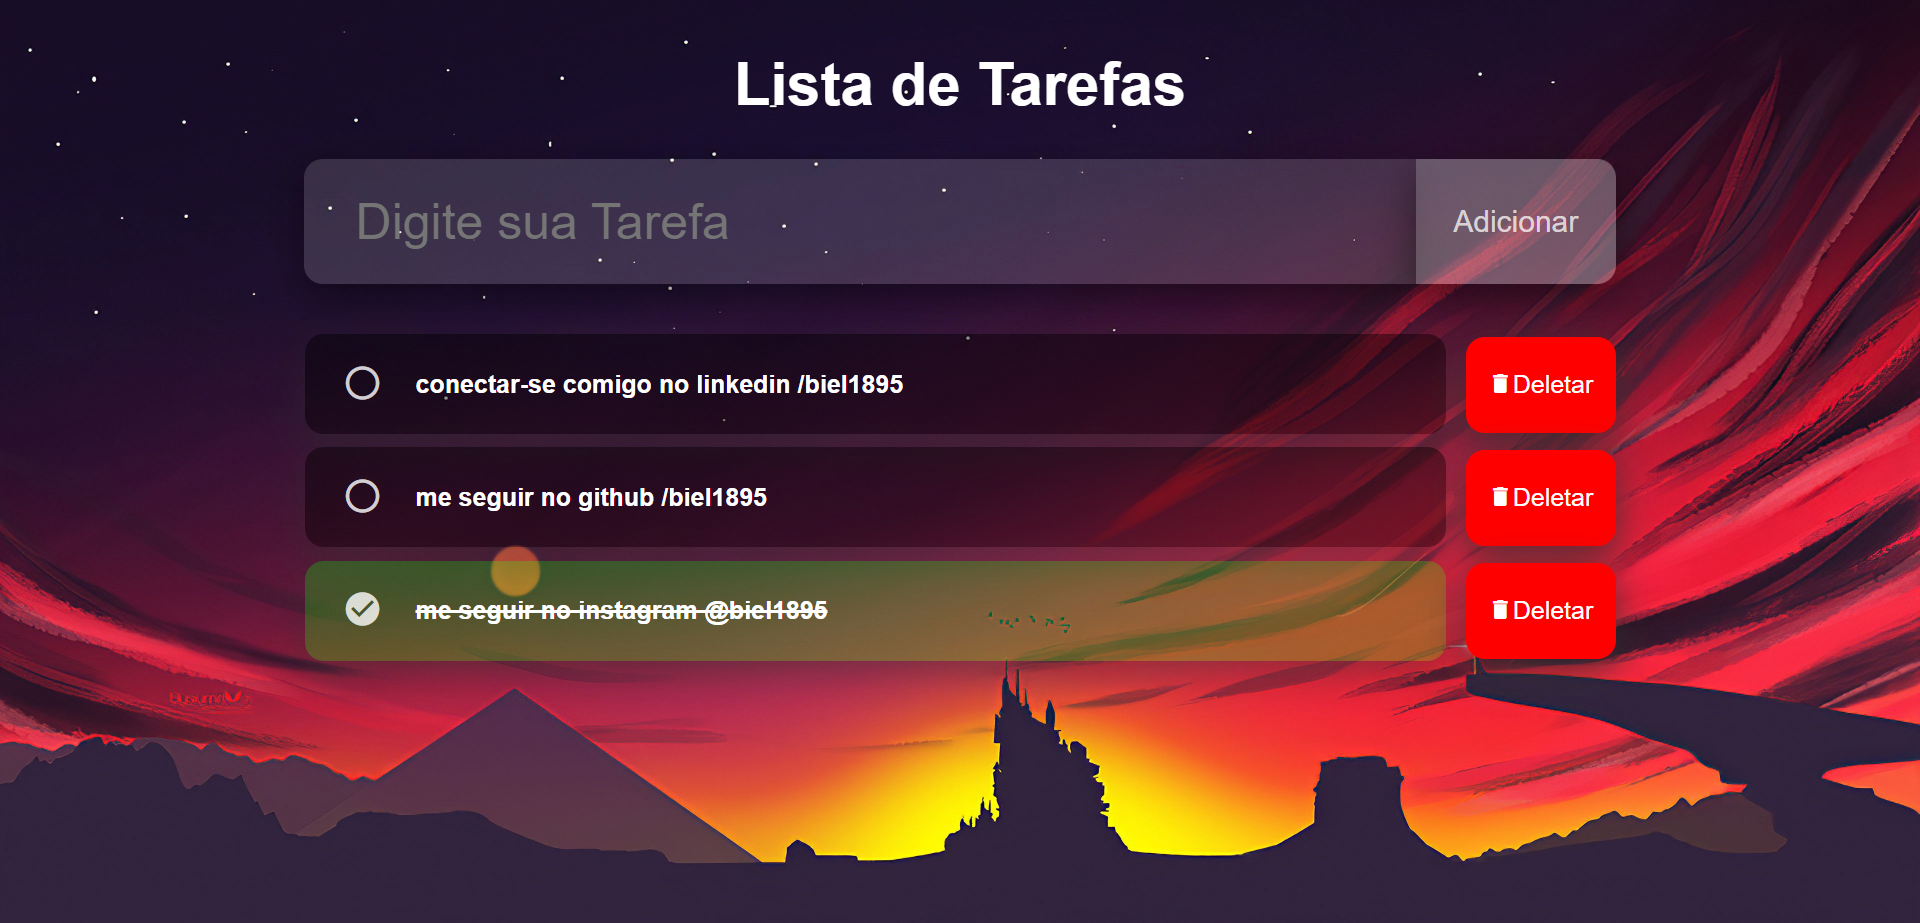 Lista de Tarefas
Digite sua Tarefa
Adicionar
conectar-se comigo no linkedin /biel1895
Deletar
me seguir no github /biel1895
Deletar
me seguir no instagram @biel1895
Deletar